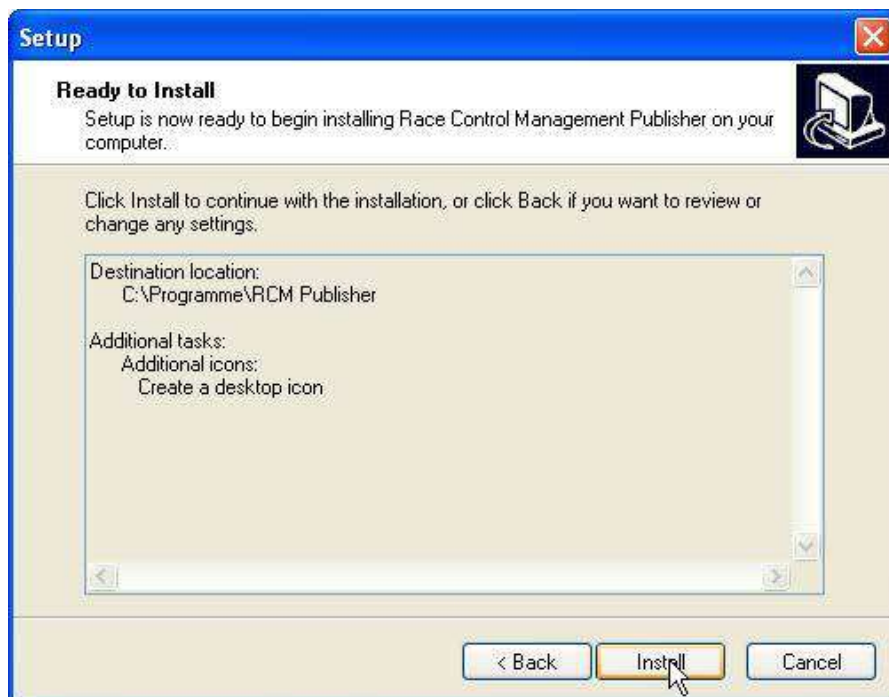 Setup
Ready to Install
Setup is now ready to begin installing Race Control Management Publisher on your
computer.
Click Install to continue with the installation, or click Back if you want to review or
change any settings.
Destination location:
C:\Programme\RCM Publisher
Additional tasks:
Additional icons:
Create a desktop icon
< Back
Install
Cancel